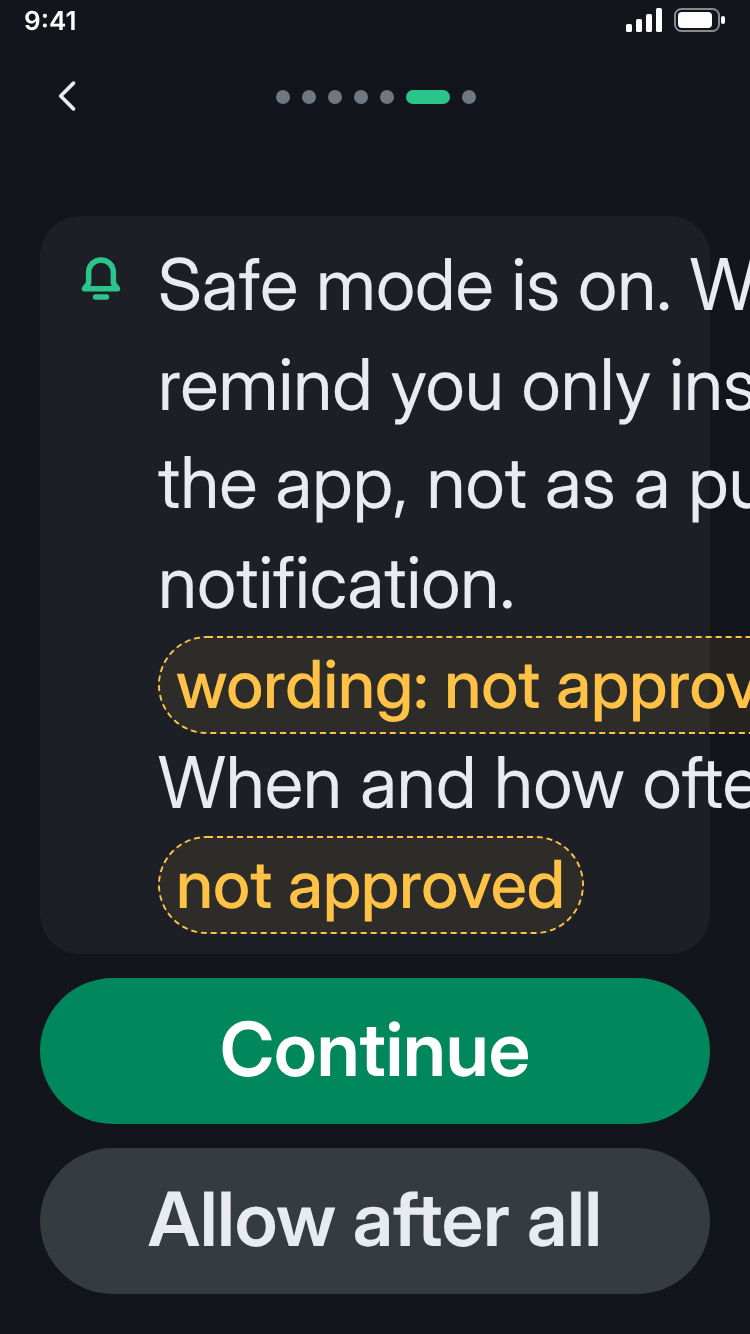 9:41
Safe mode is on. W
remind you only ins
the app, not as a pu
notification.
wording: not approv
When and how ofte
not approved
Continue
Allow after all